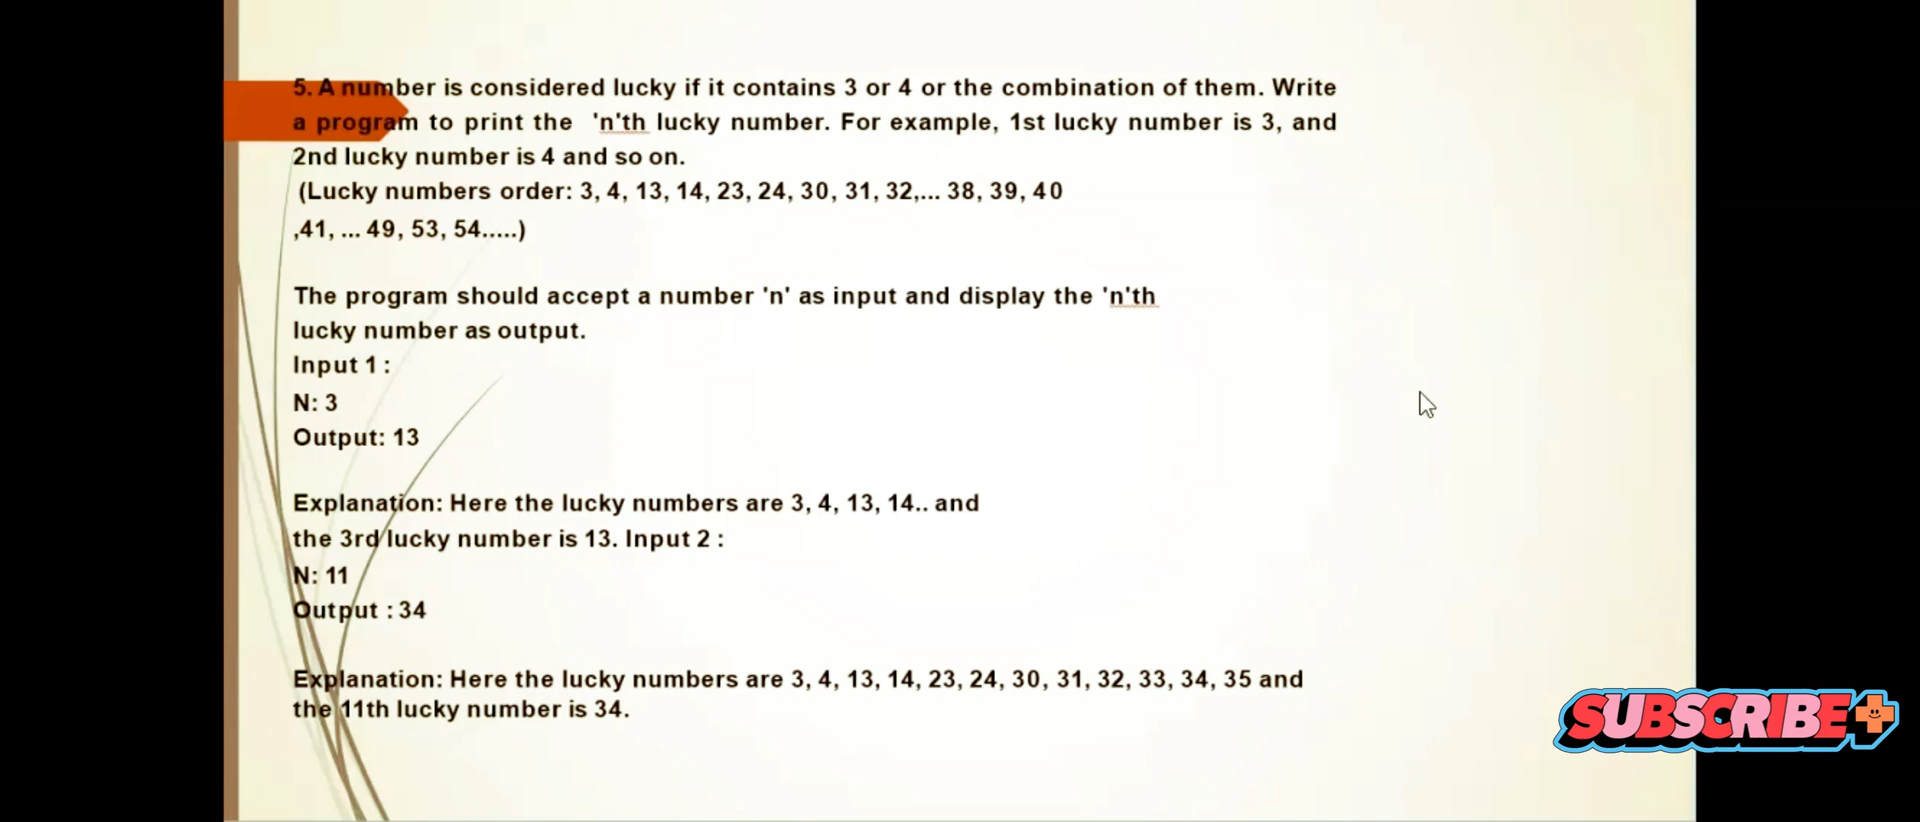 5. A number is considered lucky if it contains 3 or 4 or the combination of them. Write
a program to print the 'n'th lucky number. For example, 1st lucky number is 3, and
2nd lucky number is 4 and so on.
(Lucky numbers order: 3, 4, 13, 14, 23, 24, 30, 31, 32,... 38, 39, 40
,41, ... 49, 53, 54.....)
The program should accept a number 'n' as input and display the 'n'th
lucky number as output.
Input 1 :
N: 3
Output: 13
Explanation: Here the lucky numbers are 3, 4, 13, 14.. and
the 3rd lucky number is 13. Input 2 :
N: 11
Output : 34
Explanation: Here the lucky numbers are 3, 4, 13, 14, 23, 24, 30, 31, 32, 33, 34, 35 and
the 11th lucky number is 34.
SUBSCRIBE